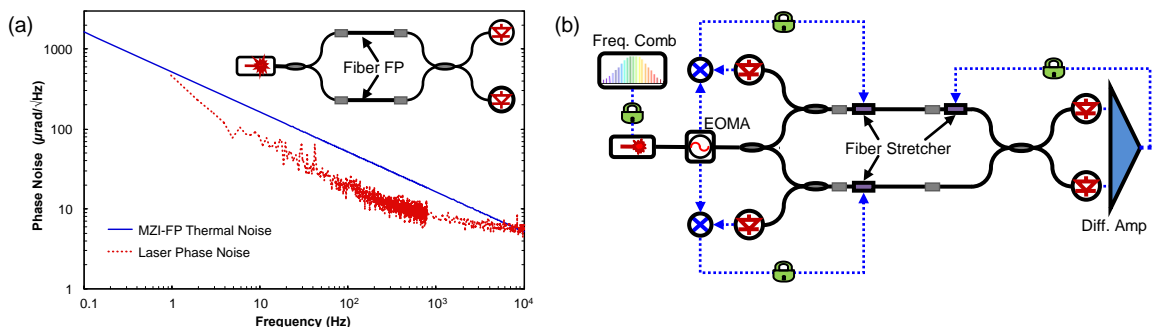 (a)
Phase Noise (μrad/√Hz)
1000
100
10
1
Fiber FP
MZI-FP Thermal Noise
Laser Phase Noise
0.1
1
10
10²
10³
10⁴
Frequency (Hz)
(b)
Freq. Comb
EOMA
Fiber Stretcher
Diff. Amp